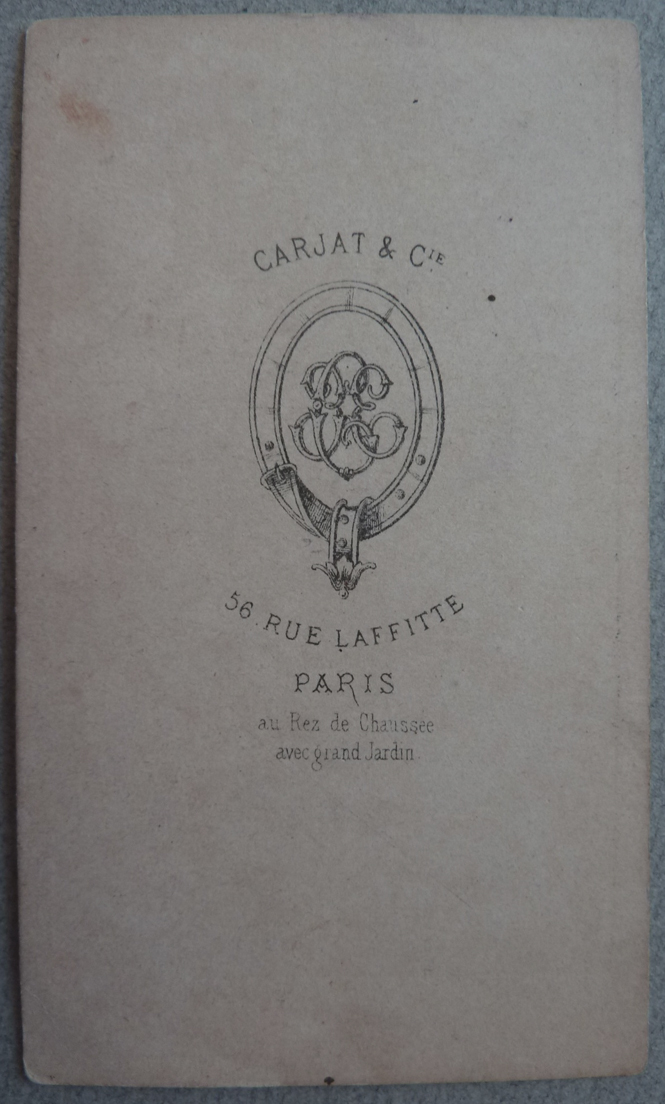 CARJAT & CIE
56. RUE LAFFITTE
PARIS
au Rez de Chaussée
avec grand Jardin